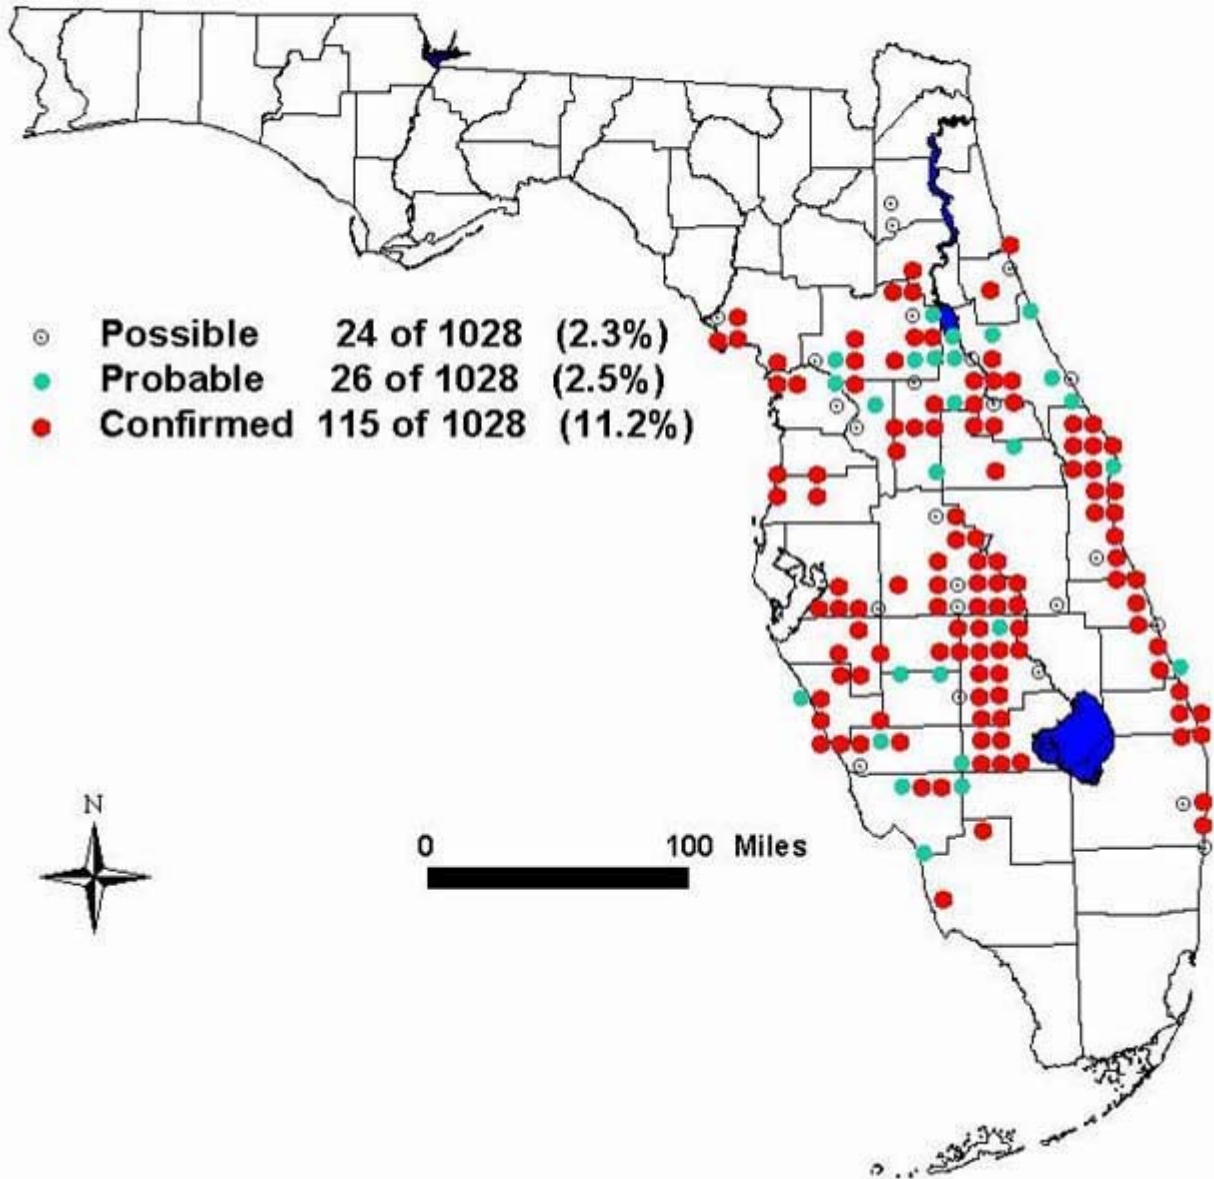 Possible 24 of 1028 (2.3%)
Probable 26 of 1028 (2.5%)
Confirmed 115 of 1028 (11.2%)
N
0 100 Miles